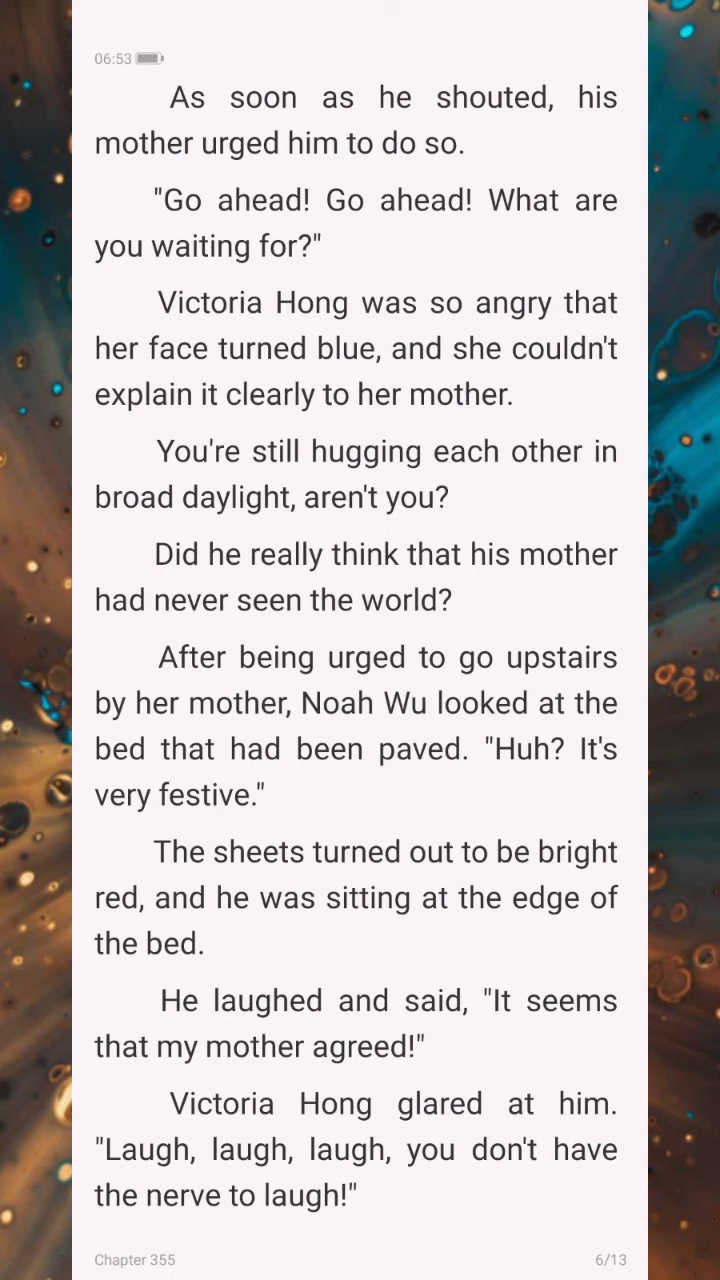 06:53
As soon as he shouted, his
mother urged him to do so.
"Go ahead! Go ahead! What are
you waiting for?"
Victoria Hong was so angry that
her face turned blue, and she couldn't
explain it clearly to her mother.
You're still hugging each other in
broad daylight, aren't you?
Did he really think that his mother
had never seen the world?
After being urged to go upstairs
by her mother, Noah Wu looked at the
bed that had been paved. "Huh? It's
very festive."
The sheets turned out to be bright
red, and he was sitting at the edge of
the bed.
He laughed and said, "It seems
that my mother agreed!"
Victoria Hong glared at him.
"Laugh, laugh, laugh, you don't have
the nerve to laugh!"
Chapter 355 6/13